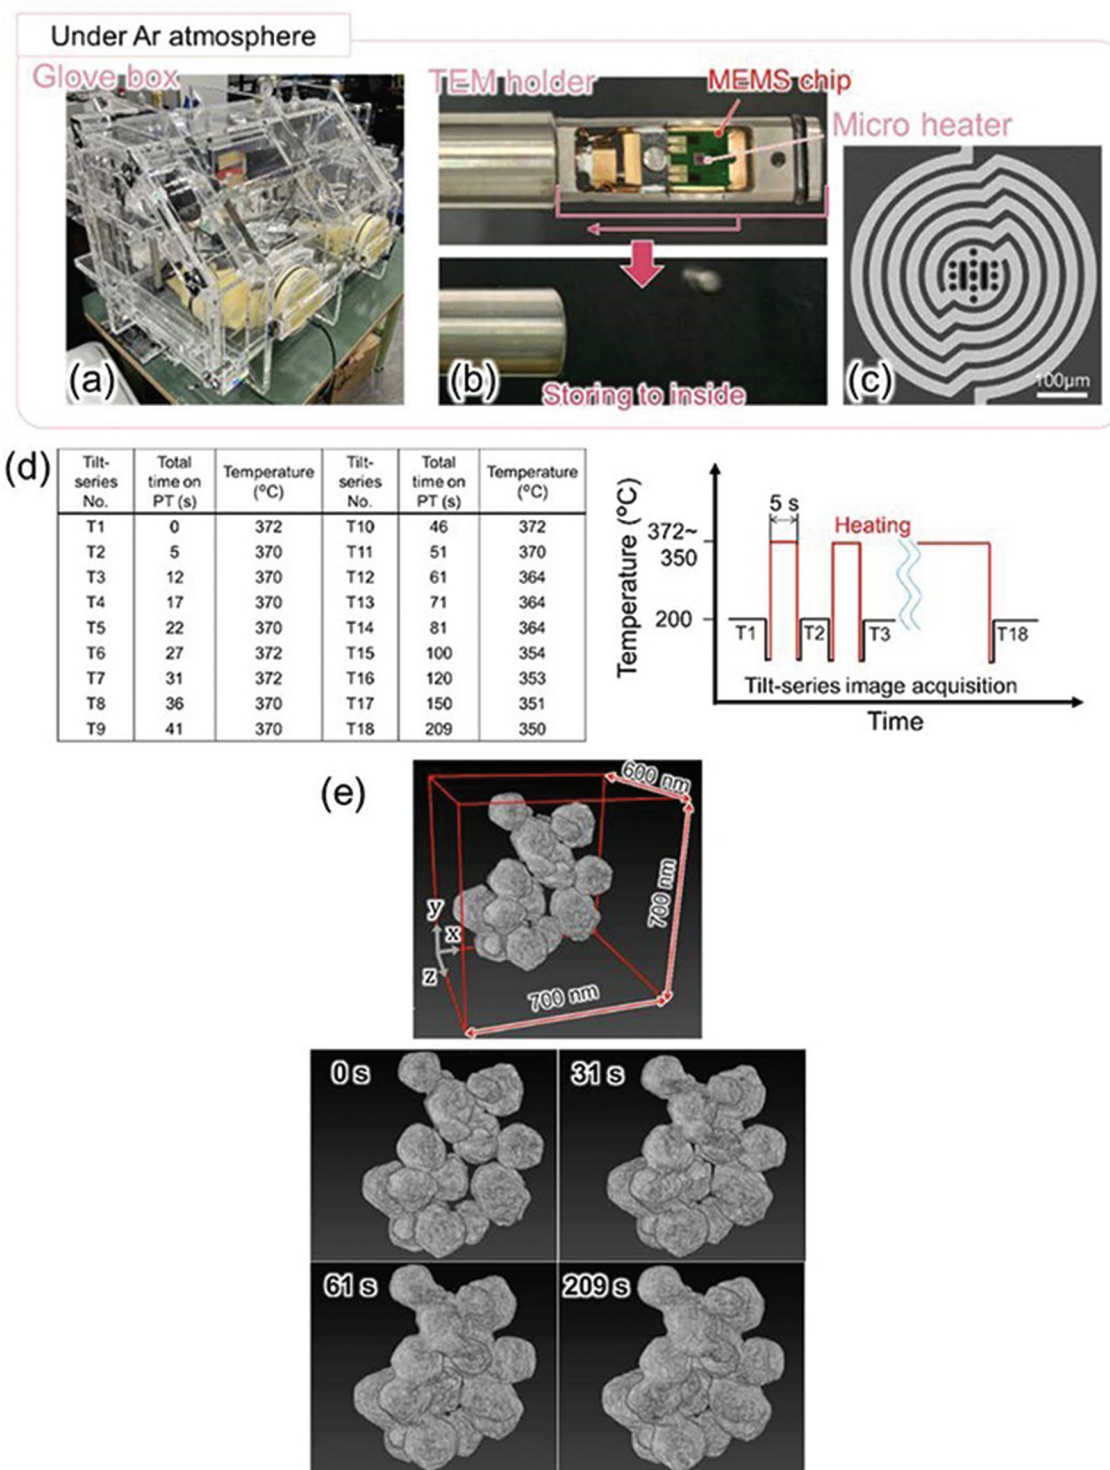 Under Ar atmosphere
Glove box
TEM holder
MEMS chip
Micro heater
(a)
(b)
Storing to inside
(c)
100μm
(d)
Tilt-series No. Total time on PT (s) Temperature (°C) Tilt-series No. Total time on PT (s) Temperature (°C)
T1 0 372 T10 46 372
T2 5 370 T11 51 370
T3 12 370 T12 61 364
T4 17 370 T13 71 364
T5 22 370 T14 81 364
T6 27 372 T15 100 354
T7 31 372 T16 120 353
T8 36 370 T17 150 351
T9 41 370 T18 209 350
Temperature (°C)
5 s
Heating
372~
350
200
T1 T2 T3 T18
Tilt-series image acquisition
Time
(e)
600 nm
700 nm
700 nm
y
x
z
0 s
31 s
61 s
209 s